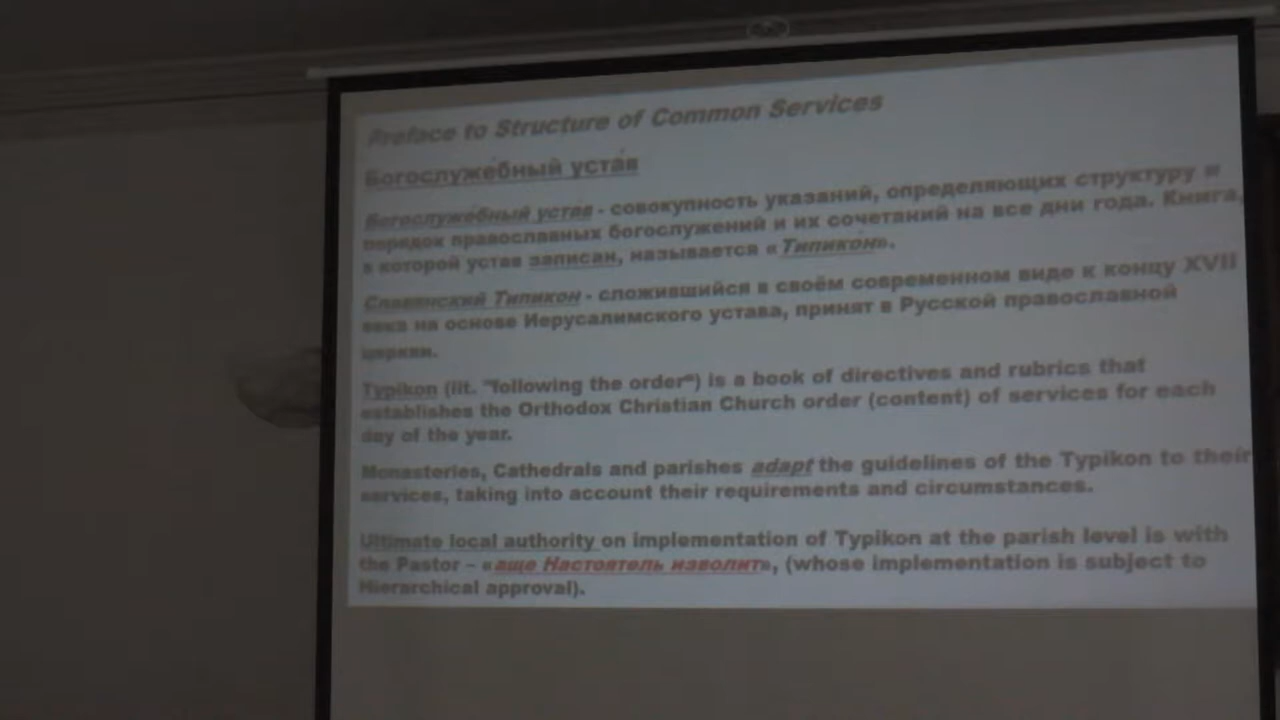 Preface to Structure of Common Services
Богослуже́бный уста́в
Богослуже́бный устав - совокупность указаний, определяющих структуру и
порядок православных богослужений и их сочетаний на все дни года. Книга,
в которой устав записан, называется «Типико́н».
Славянский Типикон - сложившийся в своём современном виде к концу XVII
века на основе Иерусалимского устава, принят в Русской православной
церкви.
Typikon (lit. "following the order") is a book of directives and rubrics that
establishes the Orthodox Christian Church order (content) of services for each
day of the year.
Monasteries, Cathedrals and parishes adapt the guidelines of the Typikon to their
services, taking into account their requirements and circumstances.
Ultimate local authority on implementation of Typikon at the parish level is with
the Pastor – «аще Настоятель изволит», (whose implementation is subject to
Hierarchical approval).